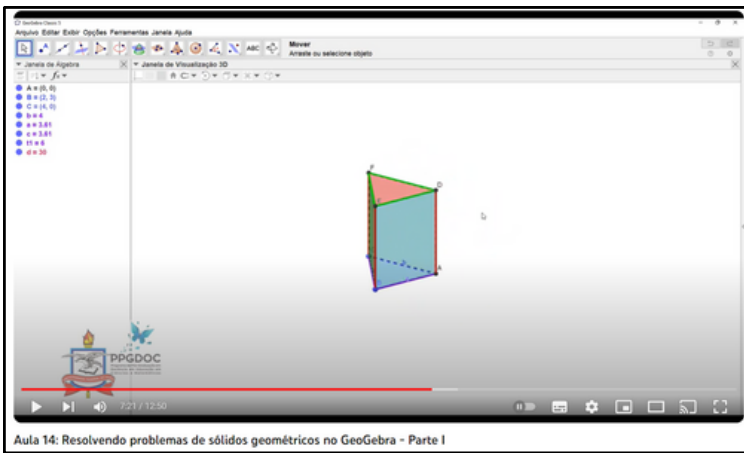 GeoGebra Classic 5
Arquivo Editar Exibir Opções Ferramentas Janela Ajuda
ABC
Mover
Arraste ou selecione objeto
Janela de Álgebra
Janela de Visualização 3D
A = (0, 0)
B = (2, 3)
C = (4, 0)
b = 4
a = 3.61
c = 3.61
t1 = 6
d = 30
F
D
E
b
A
PPGDOC
7:21 / 12:50
Aula 14: Resolvendo problemas de sólidos geométricos no GeoGebra - Parte I